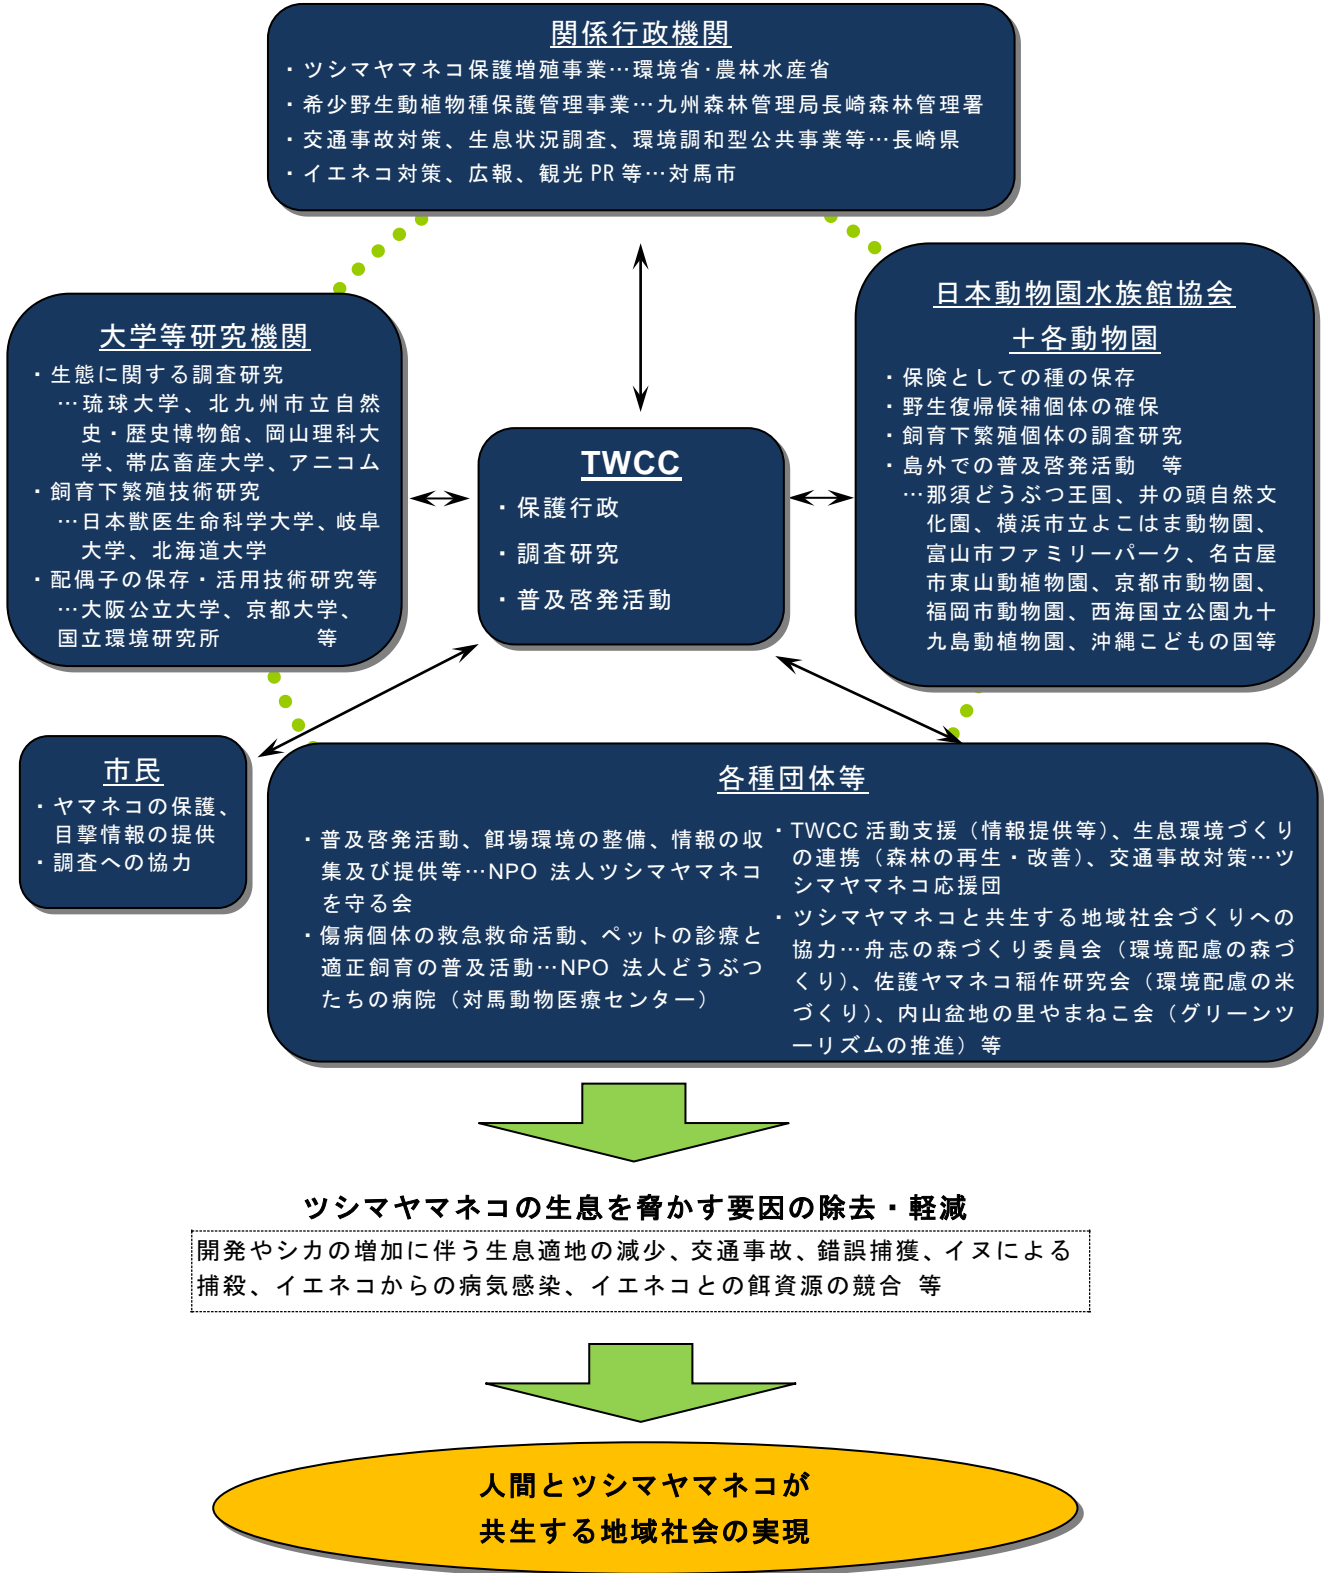 関係行政機関
・ツシマヤマネコ保護増殖事業…環境省･農林水産省
・希少野生動植物種保護管理事業…九州森林管理局長崎森林管理署
・交通事故対策、生息状況調査、環境調和型公共事業等…長崎県
・イエネコ対策、広報、観光PR等…対馬市
大学等研究機関
・生態に関する調査研究
…琉球大学、北九州市立自然
史・歴史博物館、岡山理科大
学、帯広畜産大学、アニコム
・飼育下繁殖技術研究
…日本獣医生命科学大学、岐阜
大学、北海道大学
・配偶子の保存・活用技術研究等
…大阪公立大学、京都大学、
国立環境研究所 等
日本動物園水族館協会
＋各動物園
・保険としての種の保存
・野生復帰候補個体の確保
・飼育下繁殖個体の調査研究
・島外での普及啓発活動 等
…那須どうぶつ王国、井の頭自然文
化園、横浜市立よこはま動物園、
富山市ファミリーパーク、名古屋
市東山動植物園、京都市動物園、
福岡市動物園、西海国立公園九十
九島動植物園、沖縄こどもの国等
TWCC
・保護行政
・調査研究
・普及啓発活動
市民
・ヤマネコの保護、
目撃情報の提供
・調査への協力
各種団体等
・普及啓発活動、餌場環境の整備、情報の収
集及び提供等…NPO 法人ツシマヤマネコ
を守る会
・傷病個体の救急救命活動、ペットの診療と
適正飼育の普及活動…NPO 法人どうぶつ
たちの病院（対馬動物医療センター）
・TWCC 活動支援（情報提供等）、生息環境づくり
の連携（森林の再生・改善）、交通事故対策…ツ
シマヤマネコ応援団
・ツシマヤマネコと共生する地域社会づくりへの
協力…舟志の森づくり委員会（環境配慮の森づ
くり）、佐護ヤマネコ稲作研究会（環境配慮の米
づくり）、内山盆地の里やまねこ会（グリーンツ
ーリズムの推進）等
ツシマヤマネコの生息を脅かす要因の除去・軽減
開発やシカの増加に伴う生息適地の減少、交通事故、錯誤捕獲、イヌによる
捕殺、イエネコからの病気感染、イエネコとの餌資源の競合 等
人間とツシマヤマネコが
共生する地域社会の実現